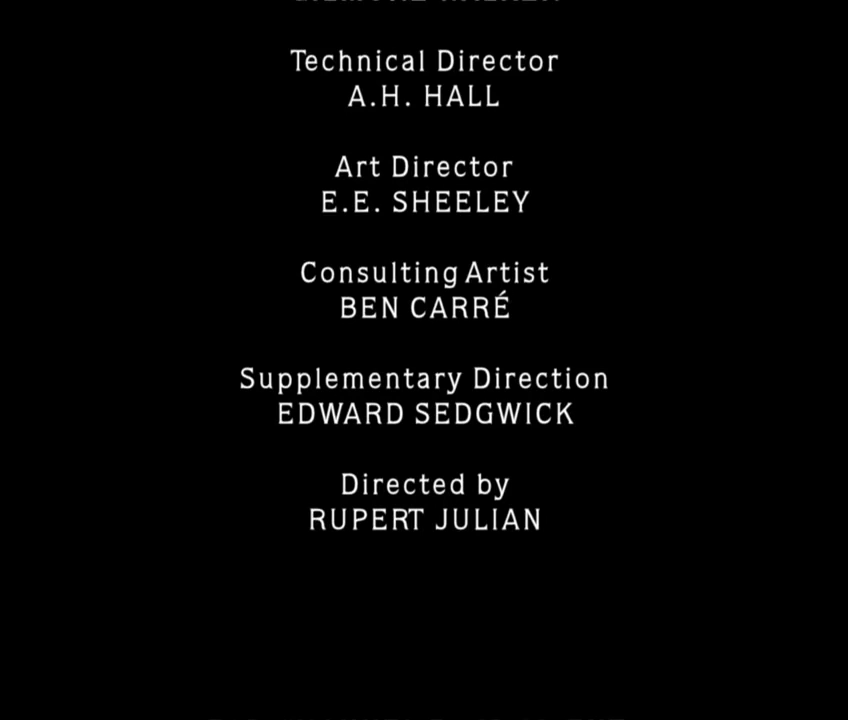 Technical Director
A.H. HALL
Art Director
E.E. SHEELEY
Consulting Artist
BEN CARRÉ
Supplementary Direction
EDWARD SEDGWICK
Directed by
RUPERT JULIAN